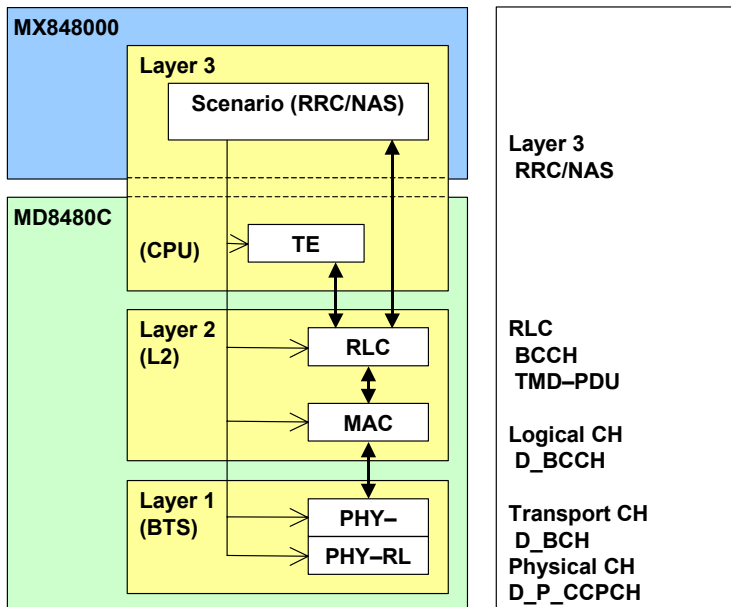 MX848000
Layer 3
Scenario (RRC/NAS)
MD8480C
(CPU)
TE
Layer 2
(L2)
RLC
MAC
Layer 1
(BTS)
PHY–
PHY–RL
Layer 3
RRC/NAS
RLC
BCCH
TMD–PDU
Logical CH
D_BCCH
Transport CH
D_BCH
Physical CH
D_P_CCPCH